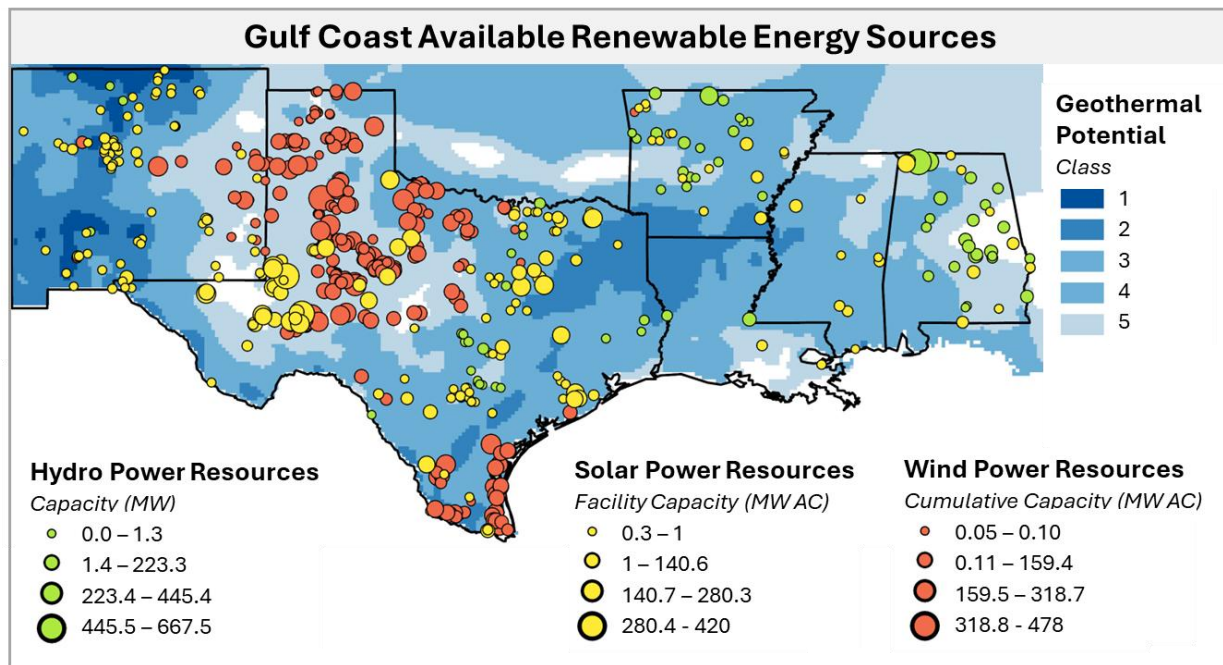 Gulf Coast Available Renewable Energy Sources
Geothermal
Potential
Class
1
2
3
4
5
Hydro Power Resources
Capacity (MW)
0.0 – 1.3
1.4 – 223.3
223.4 – 445.4
445.5 – 667.5
Solar Power Resources
Facility Capacity (MW AC)
0.3 – 1
1 – 140.6
140.7 – 280.3
280.4 - 420
Wind Power Resources
Cumulative Capacity (MW AC)
0.05 – 0.10
0.11 – 159.4
159.5 – 318.7
318.8 - 478